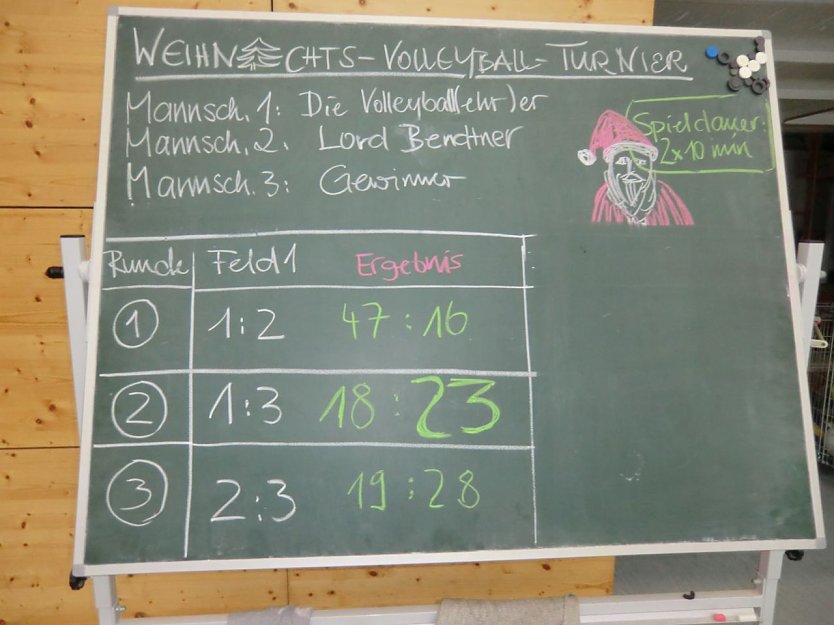 WEIHNACHTS-VOLLEYBALL-TURNIER
Mannsch. 1: Die Volleyball(ehr)er
Mannsch. 2. Lord Bendtner
Mannsch. 3: Gewinner
Spieldauer:
2x10 min
Runde Feld 1 Ergebnis
1 1:2 47:16
2 1:3 18:23
3 2:3 19:28